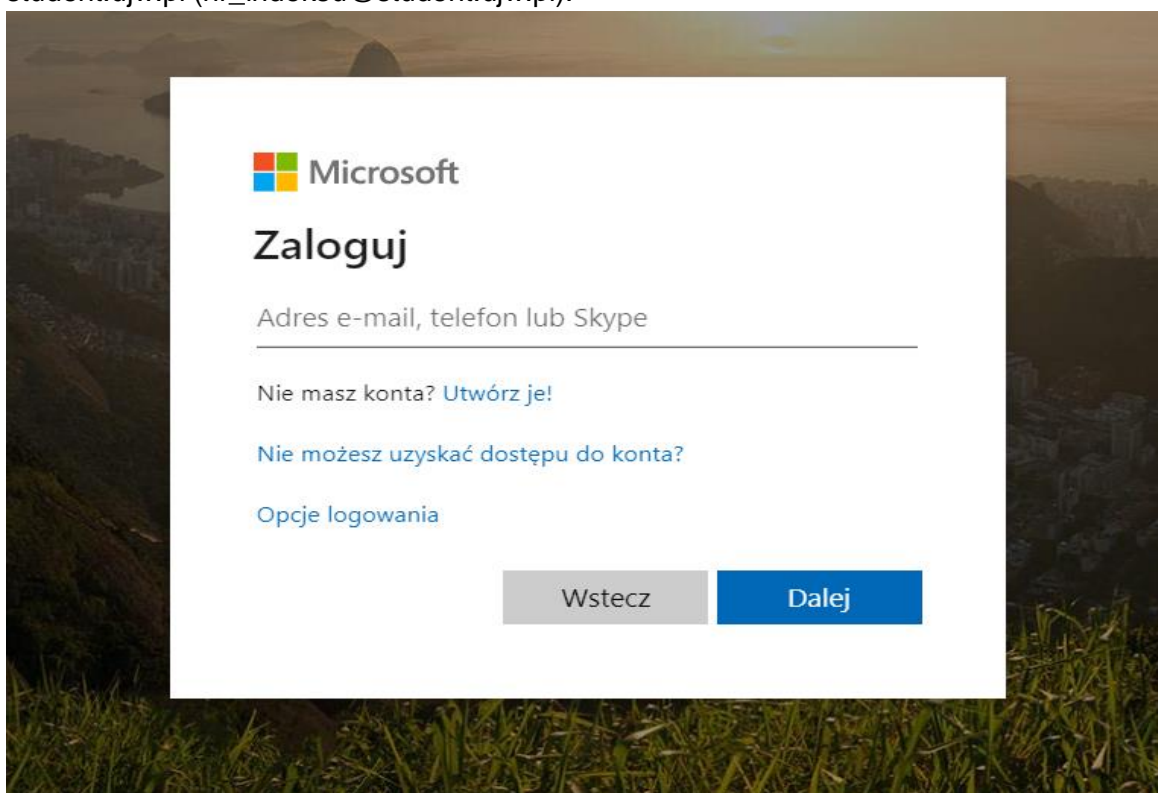 Microsoft
Zaloguj
Adres e-mail, telefon lub Skype
Nie masz konta? Utwórz je!
Nie możesz uzyskać dostępu do konta?
Opcje logowania
Wstecz
Dalej